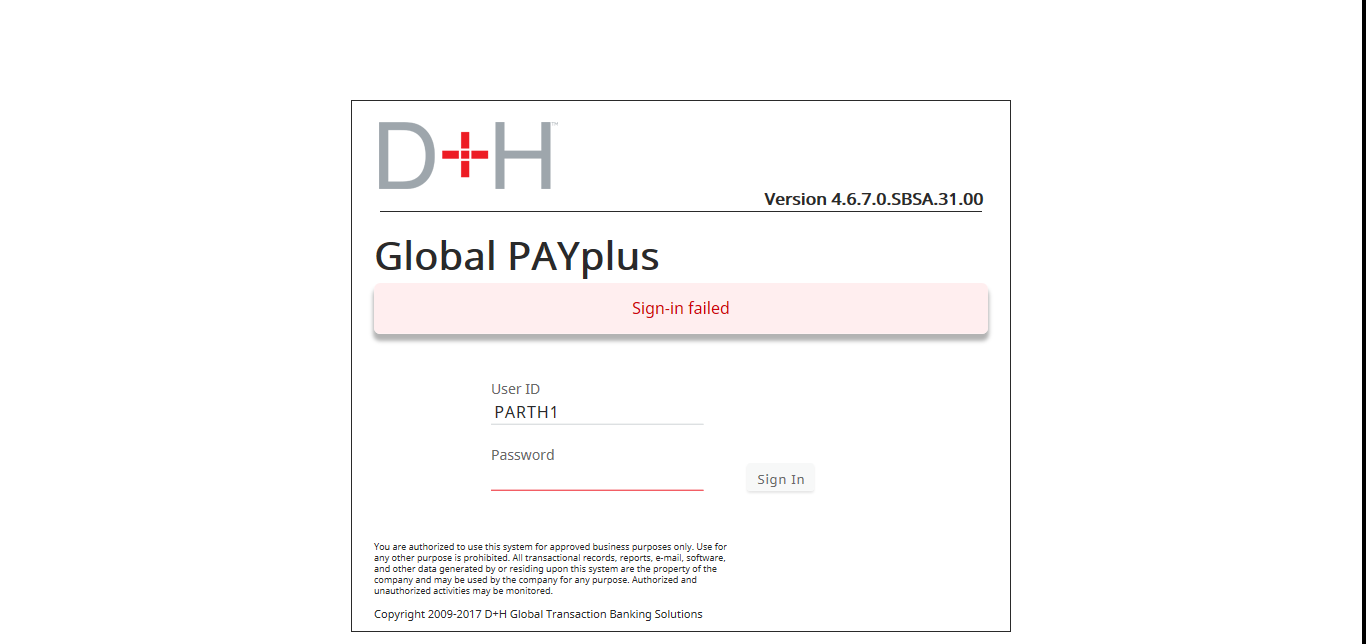 D+H™
Version 4.6.7.0.SBSA.31.00
Global PAYplus
Sign-in failed
User ID
PARTH1
Password
Sign In
You are authorized to use this system for approved business purposes only. Use for
any other purpose is prohibited. All transactional records, reports, e-mail, software,
and other data generated by or residing upon this system are the property of the
company and may be used by the company for any purpose. Authorized and
unauthorized activities may be monitored.
Copyright 2009-2017 D+H Global Transaction Banking Solutions